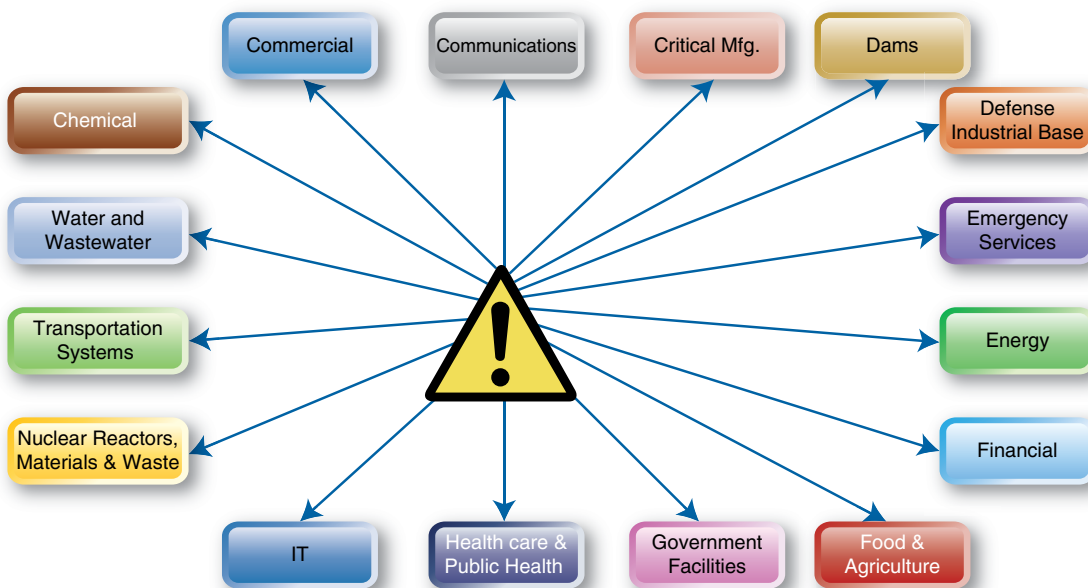 Commercial
Communications
Critical Mfg.
Dams
Chemical
Defense
Industrial Base
Water and
Wastewater
Emergency
Services
Transportation
Systems
Energy
Nuclear Reactors,
Materials & Waste
Financial
IT
Health care &
Public Health
Government
Facilities
Food &
Agriculture